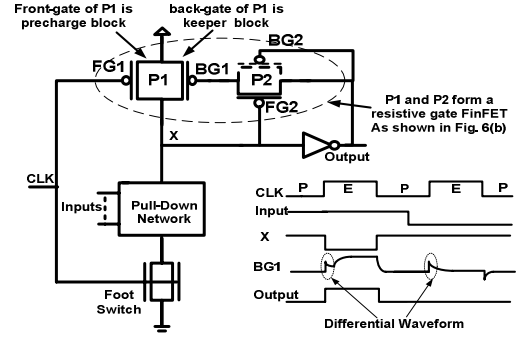 Front-gate of P1 is
precharge block
back-gate of P1 is
keeper block
BG2
FG1
P1
BG1
P2
FG2
P1 and P2 form a
resistive gate FinFET
As shown in Fig. 6(b)
X
Output
CLK
Inputs
Pull-Down
Network
Foot
Switch
CLK
P
E
P
E
P
Input
X
BG1
Output
Differential Waveform